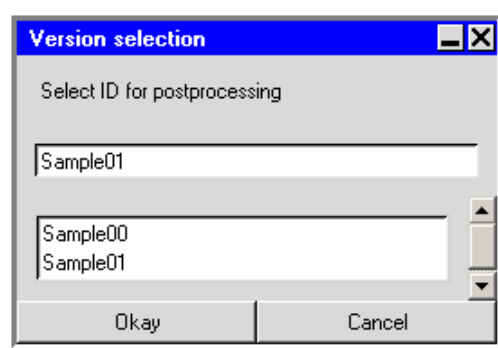 Version selection
Select ID for postprocessing
Sample01
Sample00
Sample01
Okay
Cancel